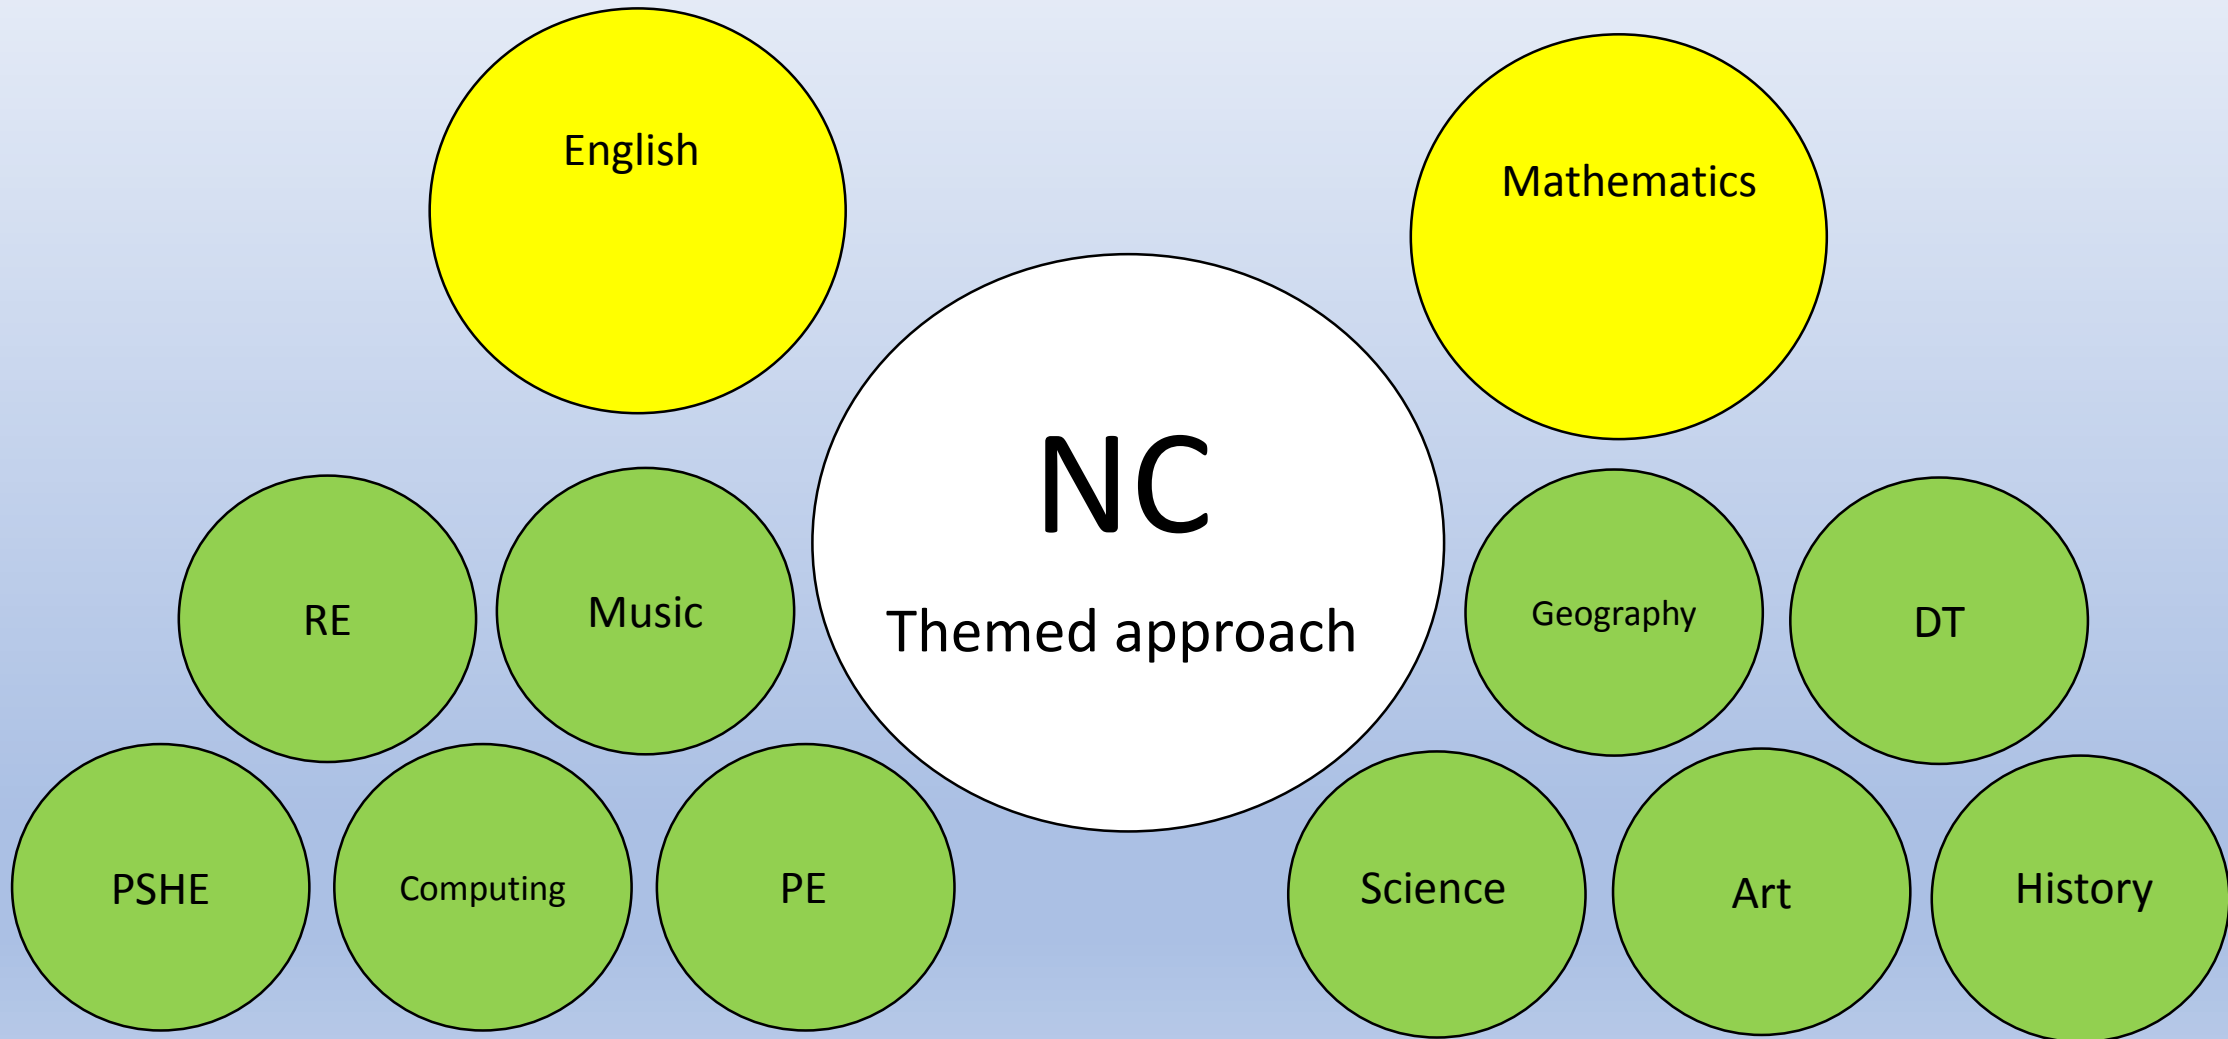 English
Mathematics
NC
Themed approach
RE
Music
Geography
DT
PSHE
Computing
PE
Science
Art
History